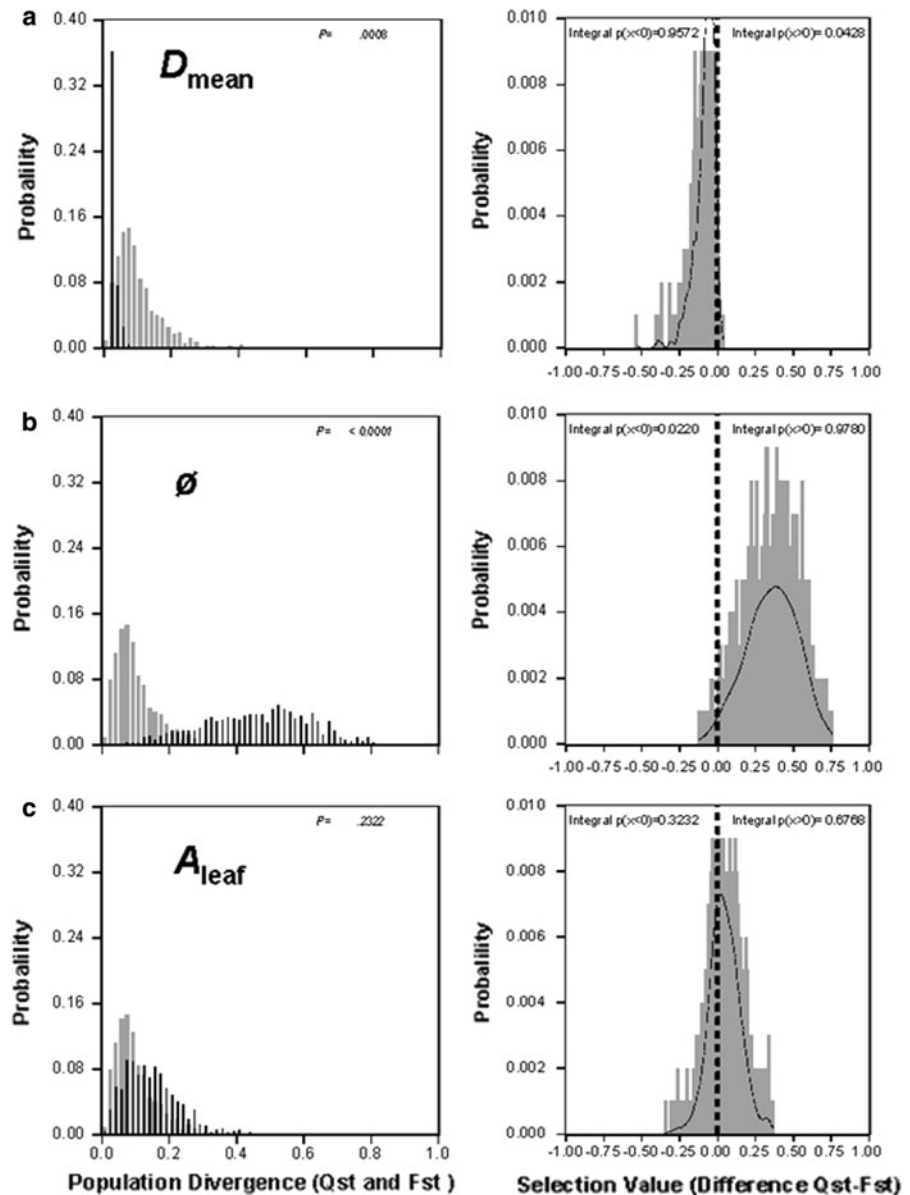 a
0.40
0.32
0.24
0.16
0.08
0.00
Probalility
P= .0008
Dmean
0.010
0.008
0.006
0.004
0.002
0.000
Probability
Integral p(x<0)=0.9572
Integral p(x>0)= 0.0428
-1.00 -0.75 -0.50 -0.25 0.00 0.25 0.50 0.75 1.00
b
0.40
0.32
0.24
0.16
0.08
0.00
Probalility
P= < 0.0001
ø
0.010
0.008
0.006
0.004
0.002
0.000
Probability
Integral p(x<0)=0.0220
Integral p(x>0)= 0.9780
-1.00 -0.75 -0.50 -0.25 0.00 0.25 0.50 0.75 1.00
c
0.40
0.32
0.24
0.16
0.08
0.00
Probalility
P= .2322
Aleaf
0.0 0.2 0.4 0.6 0.8 1.0
Population Divergence (Qst and Fst )
0.010
0.008
0.006
0.004
0.002
0.000
Probability
Integral p(x<0)=0.3232
Integral p(x>0)= 0.6768
-1.00 -0.75 -0.50 -0.25 0.00 0.25 0.50 0.75 1.00
Selection Value (Difference Qst-Fst)